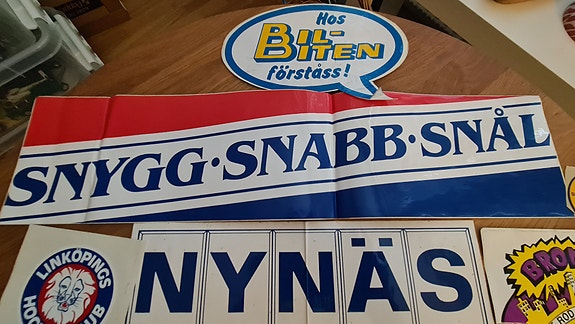 Hos
BIL-
BITEN
förståss!
SNYGG·SNABB·SNÅL
LINKÖPINGS
NYNÄS